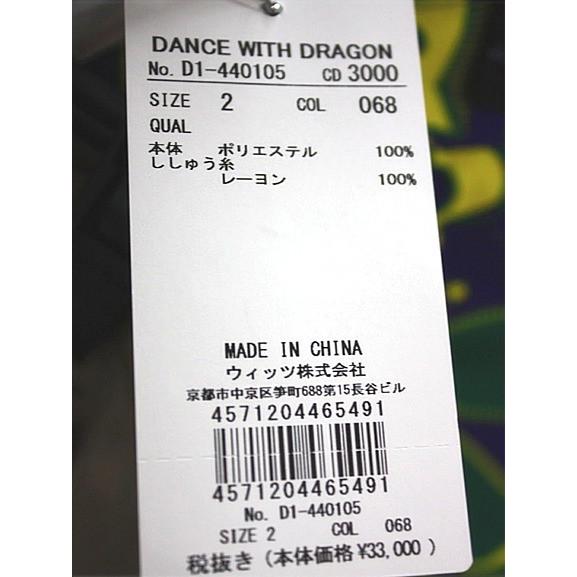 DANCE WITH DRAGON
No. D1-440105 CD 3000
SIZE 2 COL 068
QUAL
本体 ポリエステル 100%
ししゅう糸
レーヨン 100%
MADE IN CHINA
ウィッツ株式会社
京都市中京区笋町688第15長谷ビル
4571204465491
4571204465491
No. D1-440105
SIZE 2 COL 068
税抜き(本体価格¥33,000)